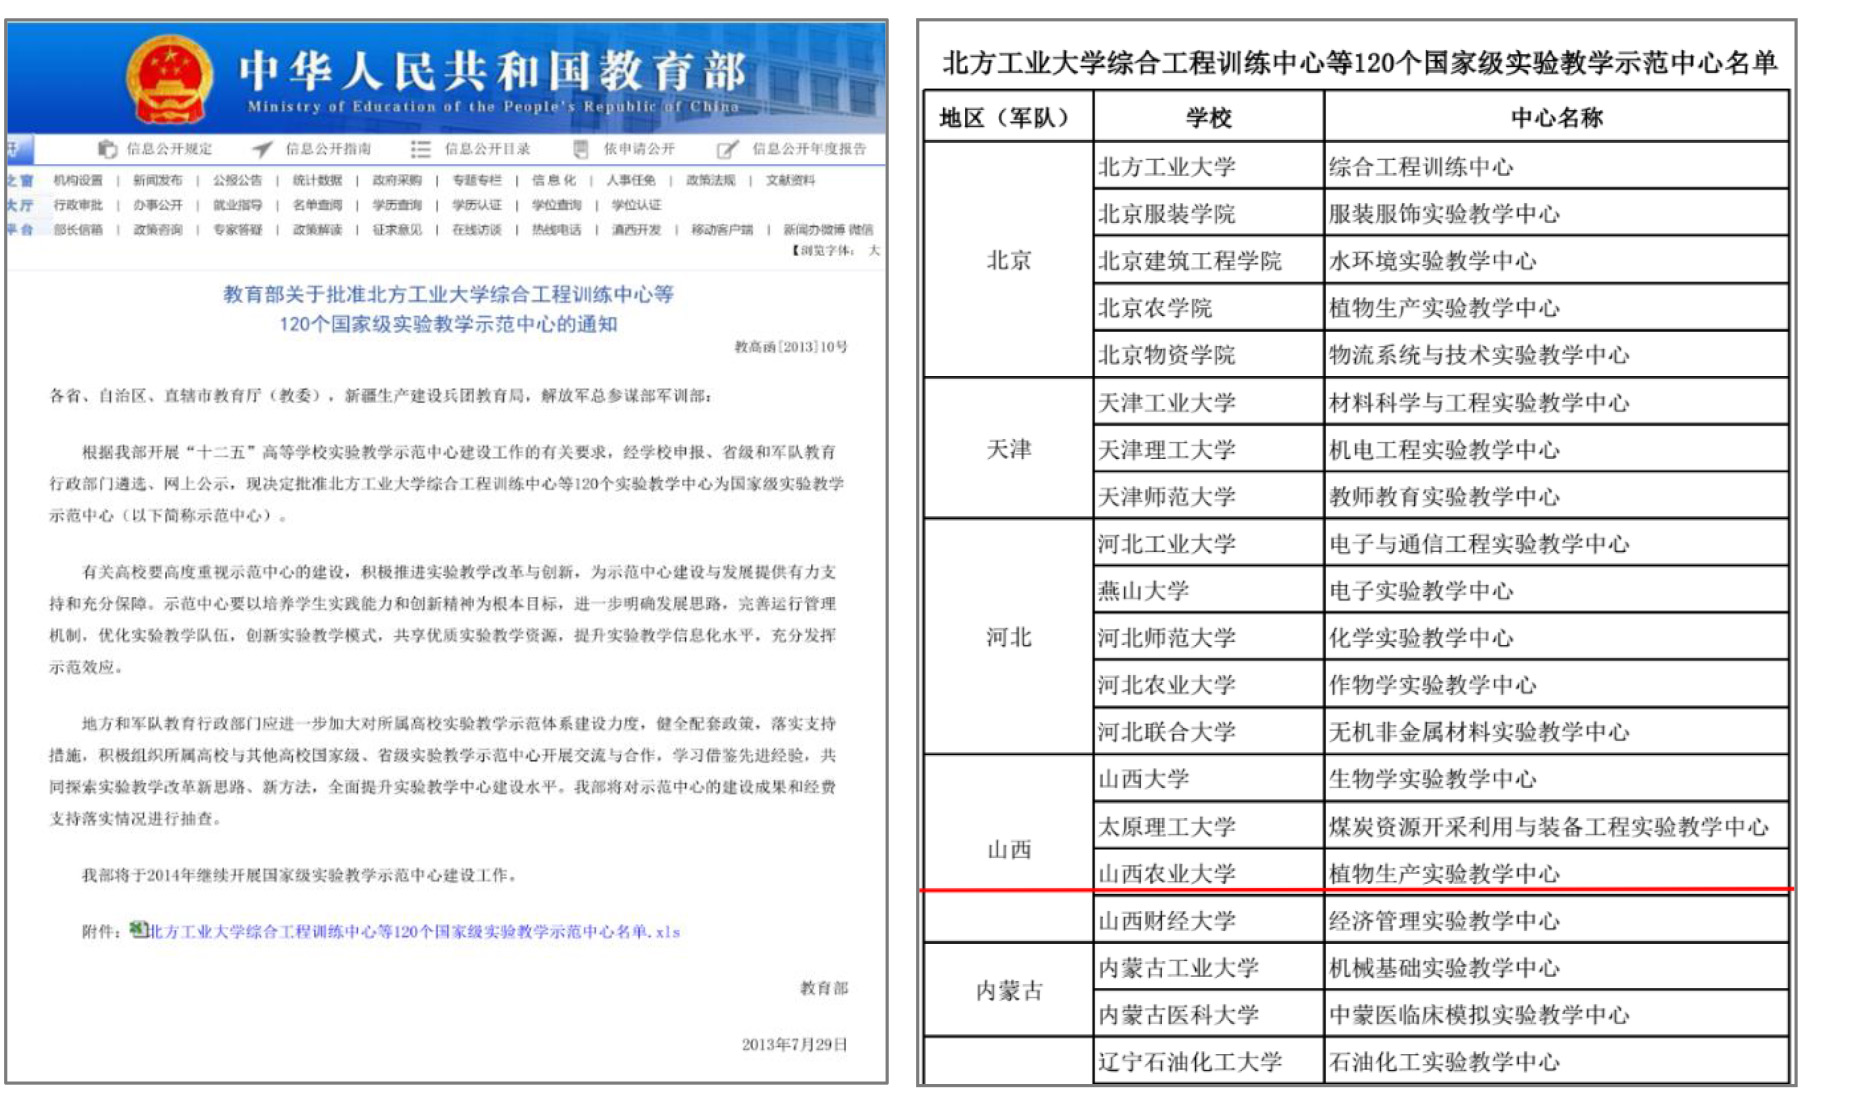 中华人民共和国教育部
Ministry of Education of the People's Republic of China
开 信息公开规定 信息公开指南 信息公开目录 依申请公开 信息公开年度报告
之窗 机构设置 | 新闻发布 | 公报公告 | 统计数据 | 政府采购 | 专题专栏 | 信息化 | 人事任免 | 政策法规 | 文献资料
大厅 行政审批 | 办事公开 | 就业指导 | 名单查阅 | 学历查询 | 学历认证 | 学位查询 | 学位认证
平台 部长信箱 | 政策咨询 | 专家答疑 | 政策解读 | 征求意见 | 在线访谈 | 热线电话 | 滇西开发 | 移动客户端 | 新闻办微博 微信
【浏览字体： 大
教育部关于批准北方工业大学综合工程训练中心等
120个国家级实验教学示范中心的通知
教高函[2013]10号
各省、自治区、直辖市教育厅（教委），新疆生产建设兵团教育局，解放军总参谋部军训部：
根据我部开展“十二五”高等学校实验教学示范中心建设工作的有关要求，经学校申报、省级和军队教育
行政部门遴选、网上公示，现决定批准北方工业大学综合工程训练中心等120个实验教学中心为国家级实验教学
示范中心（以下简称示范中心）。
有关高校要高度重视示范中心的建设，积极推进实验教学改革与创新，为示范中心建设与发展提供有力支
持和充分保障。示范中心要以培养学生实践能力和创新精神为根本目标，进一步明确发展思路，完善运行管理
机制，优化实验教学队伍，创新实验教学模式，共享优质实验教学资源，提升实验教学信息化水平，充分发挥
示范效应。
地方和军队教育行政部门应进一步加大对所属高校实验教学示范体系建设力度，健全配套政策，落实支持
措施，积极组织所属高校与其他高校国家级、省级实验教学示范中心开展交流与合作，学习借鉴先进经验，共
同探索实验教学改革新思路、新方法，全面提升实验教学中心建设水平。我部将对示范中心的建设成果和经费
支持落实情况进行抽查。
我部将于2014年继续开展国家级实验教学示范中心建设工作。
附件：北方工业大学综合工程训练中心等120个国家级实验教学示范中心名单.xls
教育部
2013年7月29日
北方工业大学综合工程训练中心等120个国家级实验教学示范中心名单
地区（军队） 学校 中心名称
北京 北方工业大学 综合工程训练中心
北京服装学院 服装服饰实验教学中心
北京建筑工程学院 水环境实验教学中心
北京农学院 植物生产实验教学中心
北京物资学院 物流系统与技术实验教学中心
天津 天津工业大学 材料科学与工程实验教学中心
天津理工大学 机电工程实验教学中心
天津师范大学 教师教育实验教学中心
河北 河北工业大学 电子与通信工程实验教学中心
燕山大学 电子实验教学中心
河北师范大学 化学实验教学中心
河北农业大学 作物学实验教学中心
河北联合大学 无机非金属材料实验教学中心
山西 山西大学 生物学实验教学中心
太原理工大学 煤炭资源开采利用与装备工程实验教学中心
山西农业大学 植物生产实验教学中心
山西财经大学 经济管理实验教学中心
内蒙古 内蒙古工业大学 机械基础实验教学中心
内蒙古医科大学 中蒙医临床模拟实验教学中心
辽宁石油化工大学 石油化工实验教学中心